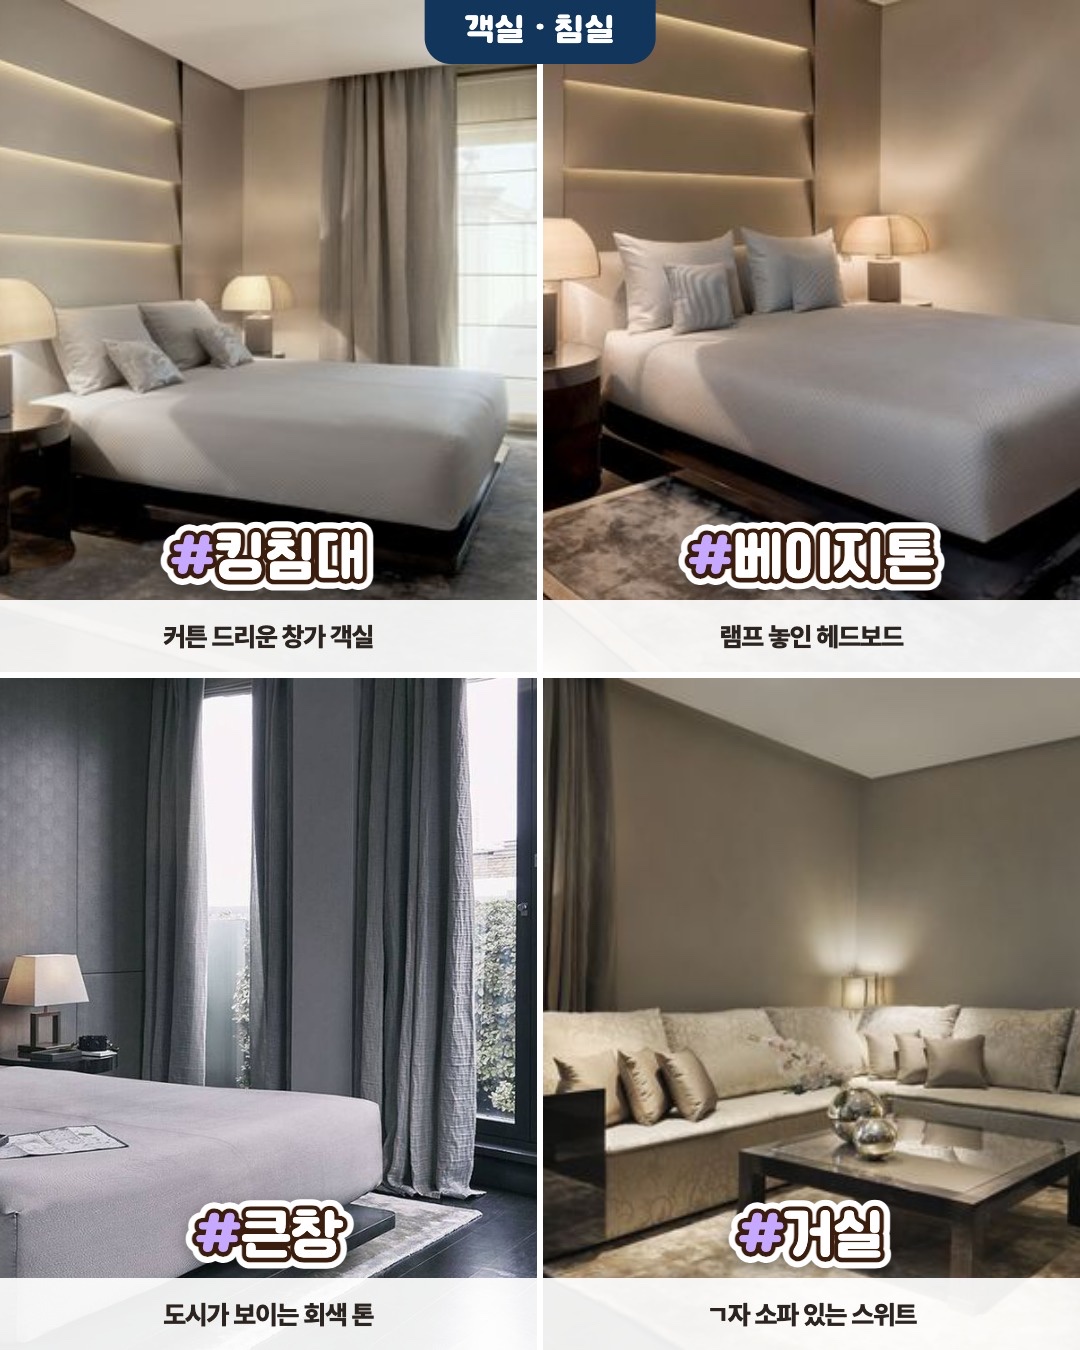 객실 · 침실
#킹침대
커튼 드리운 창가 객실
#베이지톤
램프 놓인 헤드보드
#큰창
도시가 보이는 회색 톤
#거실
ㄱ자 소파 있는 스위트